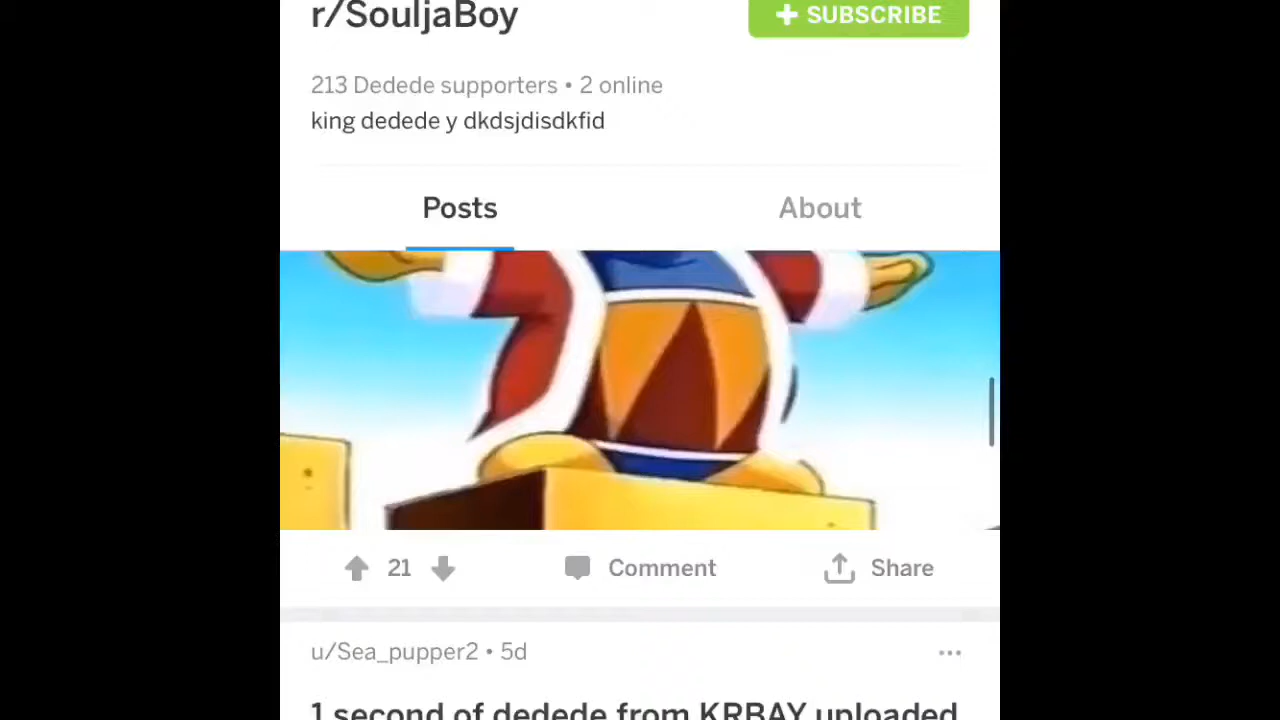 r/SouljaBoy
SUBSCRIBE
213 Dedede supporters • 2 online
king dedede y dkdsjdisdkfid
Posts
About
21
Comment
Share
u/Sea_pupper2 • 5d
1 second of dedede from KRBAY uploaded